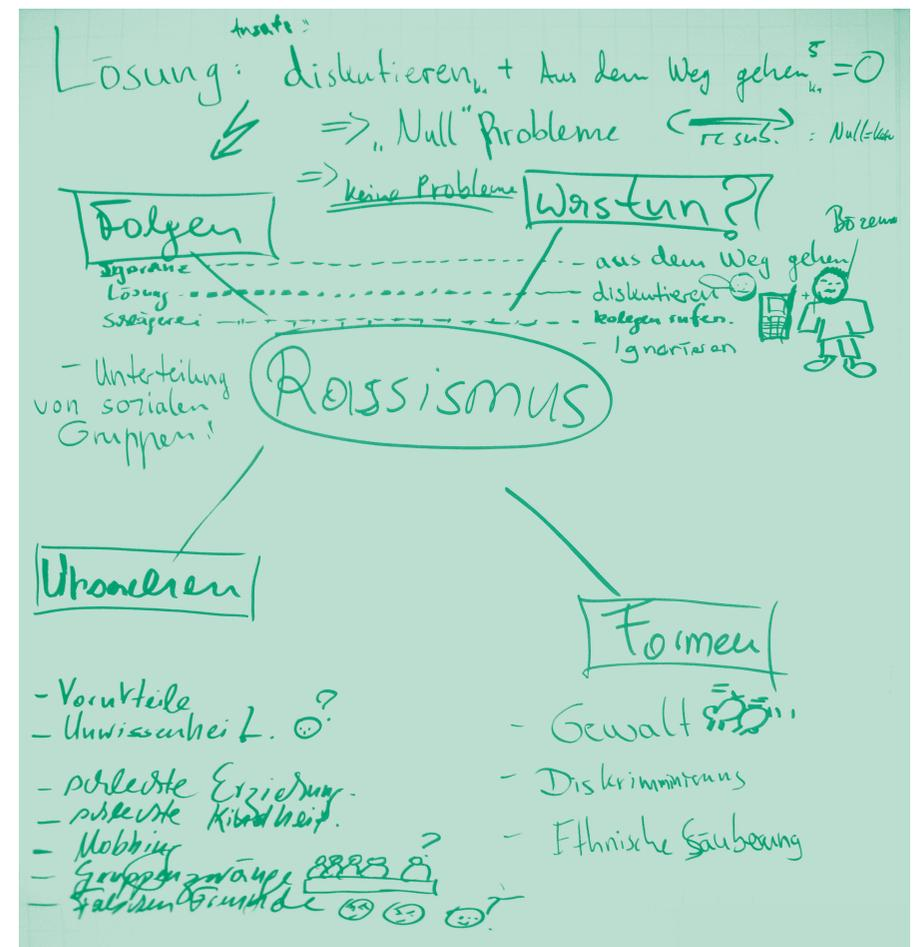 Ansatz:
Lösung: diskutieren + Aus dem Weg gehen = 0
=> „Null" Probleme
=> keine Probleme
Folgen
Was tun?
Ignoranz
Lösung
Schlägerei
- aus dem Weg gehen
- diskutieren
- kolegen rufen.
- Ignorieren
- Unterteilung
von sozialen
Gruppen!
Rassismus
Ursachen
- Vorurteile
- Unwissenheit. ?
- schlechte Erziehung.
- schlechte Kindheit.
- Mobbing
- Gruppenzwänge ?
- Falschen Freunde ?
Formen
- Gewalt
- Diskriminierung
- Ethnische Säuberung